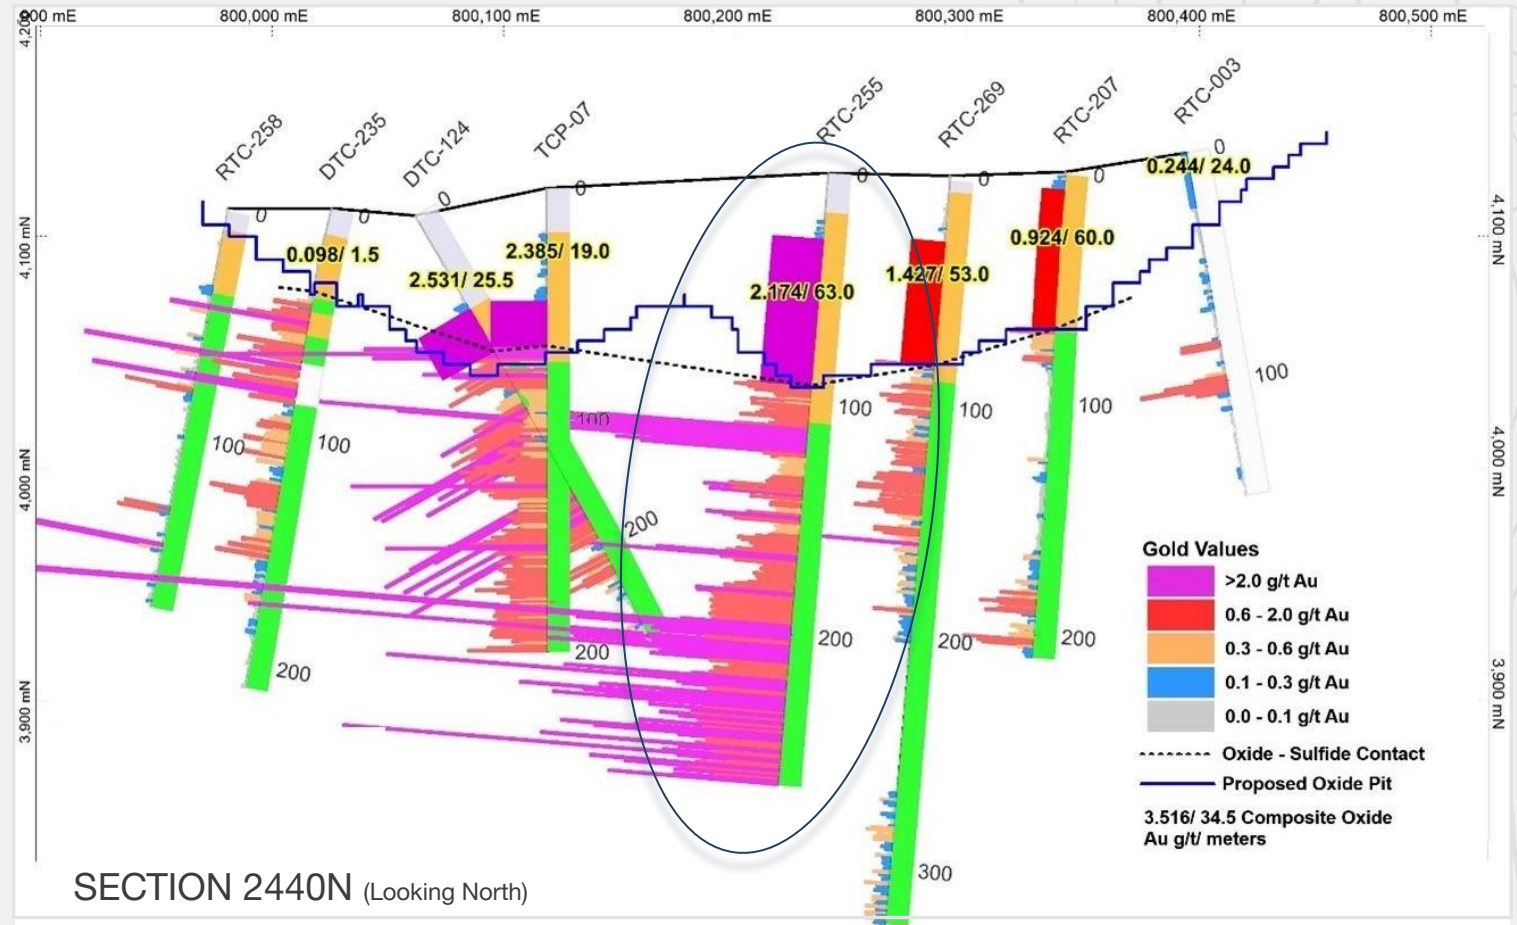 800,000 mE
800,100 mE
800,200 mE
800,300 mE
800,400 mE
800,500 mE
RTC-258
DTC-235
DTC-124
TCP-07
RTC-255
RTC-269
RTC-207
RTC-003
0
0
0
0
0
0
0
0
0.098/ 1.5
2.531/ 25.5
2.385/ 19.0
2.174/ 63.0
1.427/ 53.0
0.924/ 60.0
0.244/ 24.0
4,100 mN
4,000 mN
3,900 mN
4,100 mN
4,000 mN
3,900 mN
100
100
100
100
100
100
100
200
200
200
200
200
200
300
Gold Values
>2.0 g/t Au
0.6 - 2.0 g/t Au
0.3 - 0.6 g/t Au
0.1 - 0.3 g/t Au
0.0 - 0.1 g/t Au
Oxide - Sulfide Contact
Proposed Oxide Pit
3.516/ 34.5 Composite Oxide
Au g/t/ meters
SECTION 2440N (Looking North)